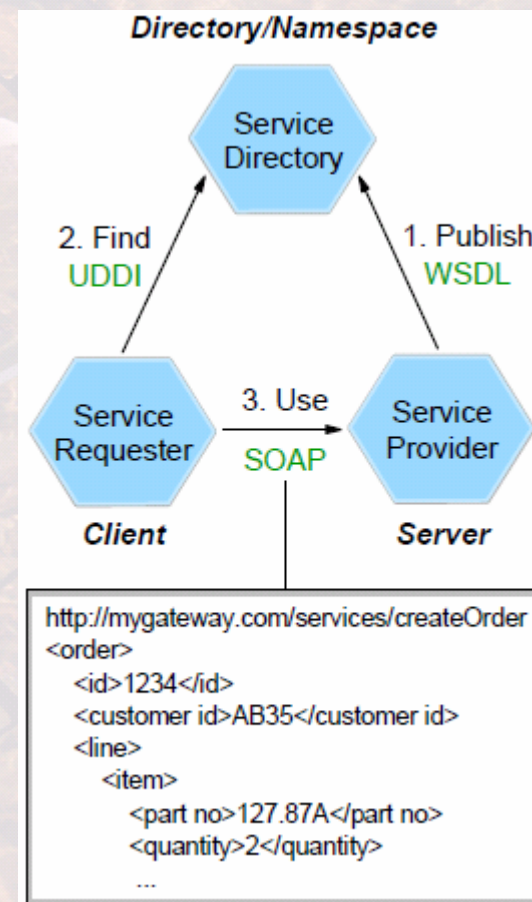 Directory/Namespace
Service
Directory
2. Find
UDDI
1. Publish
WSDL
Service
Requester
3. Use
SOAP
Service
Provider
Client
Server
http://mygateway.com/services/createOrder
<order>
<id>1234</id>
<customer id>AB35</customer id>
<line>
<item>
<part no>127.87A</part no>
<quantity>2</quantity>
...